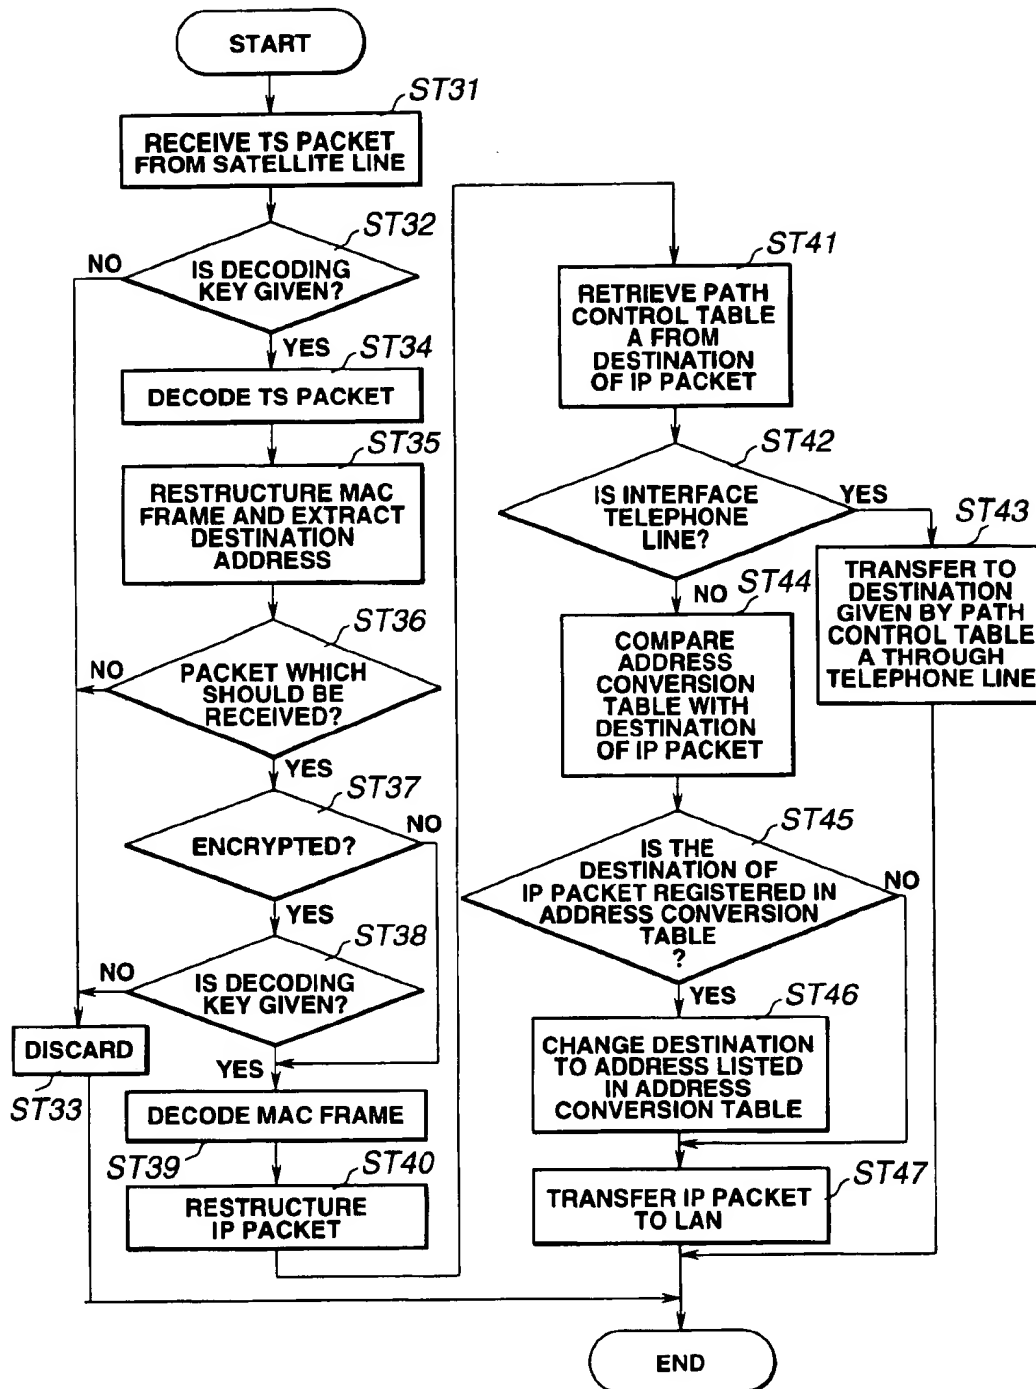 START
ST31
RECEIVE TS PACKET
FROM SATELLITE LINE
ST32
NO
IS DECODING
KEY GIVEN?
YES
ST34
DECODE TS PACKET
ST35
RESTRUCTURE MAC
FRAME AND EXTRACT
DESTINATION
ADDRESS
ST36
NO
PACKET WHICH
SHOULD BE
RECEIVED?
YES
ST37
NO
ENCRYPTED?
YES
ST38
NO
IS DECODING
KEY GIVEN?
DISCARD
ST33
YES
DECODE MAC FRAME
ST39
ST40
RESTRUCTURE
IP PACKET
ST41
RETRIEVE PATH
CONTROL TABLE
A FROM
DESTINATION
OF IP PACKET
ST42
IS INTERFACE
TELEPHONE
LINE?
YES
ST43
TRANSFER TO
DESTINATION
GIVEN BY PATH
CONTROL TABLE
A THROUGH
TELEPHONE LINE
NO
ST44
COMPARE
ADDRESS
CONVERSION
TABLE WITH
DESTINATION
OF IP PACKET
ST45
IS THE
DESTINATION OF
IP PACKET REGISTERED IN
ADDRESS CONVERSION
TABLE
?
NO
YES
ST46
CHANGE DESTINATION
TO ADDRESS LISTED
IN ADDRESS
CONVERSION TABLE
ST47
TRANSFER IP PACKET
TO LAN
END